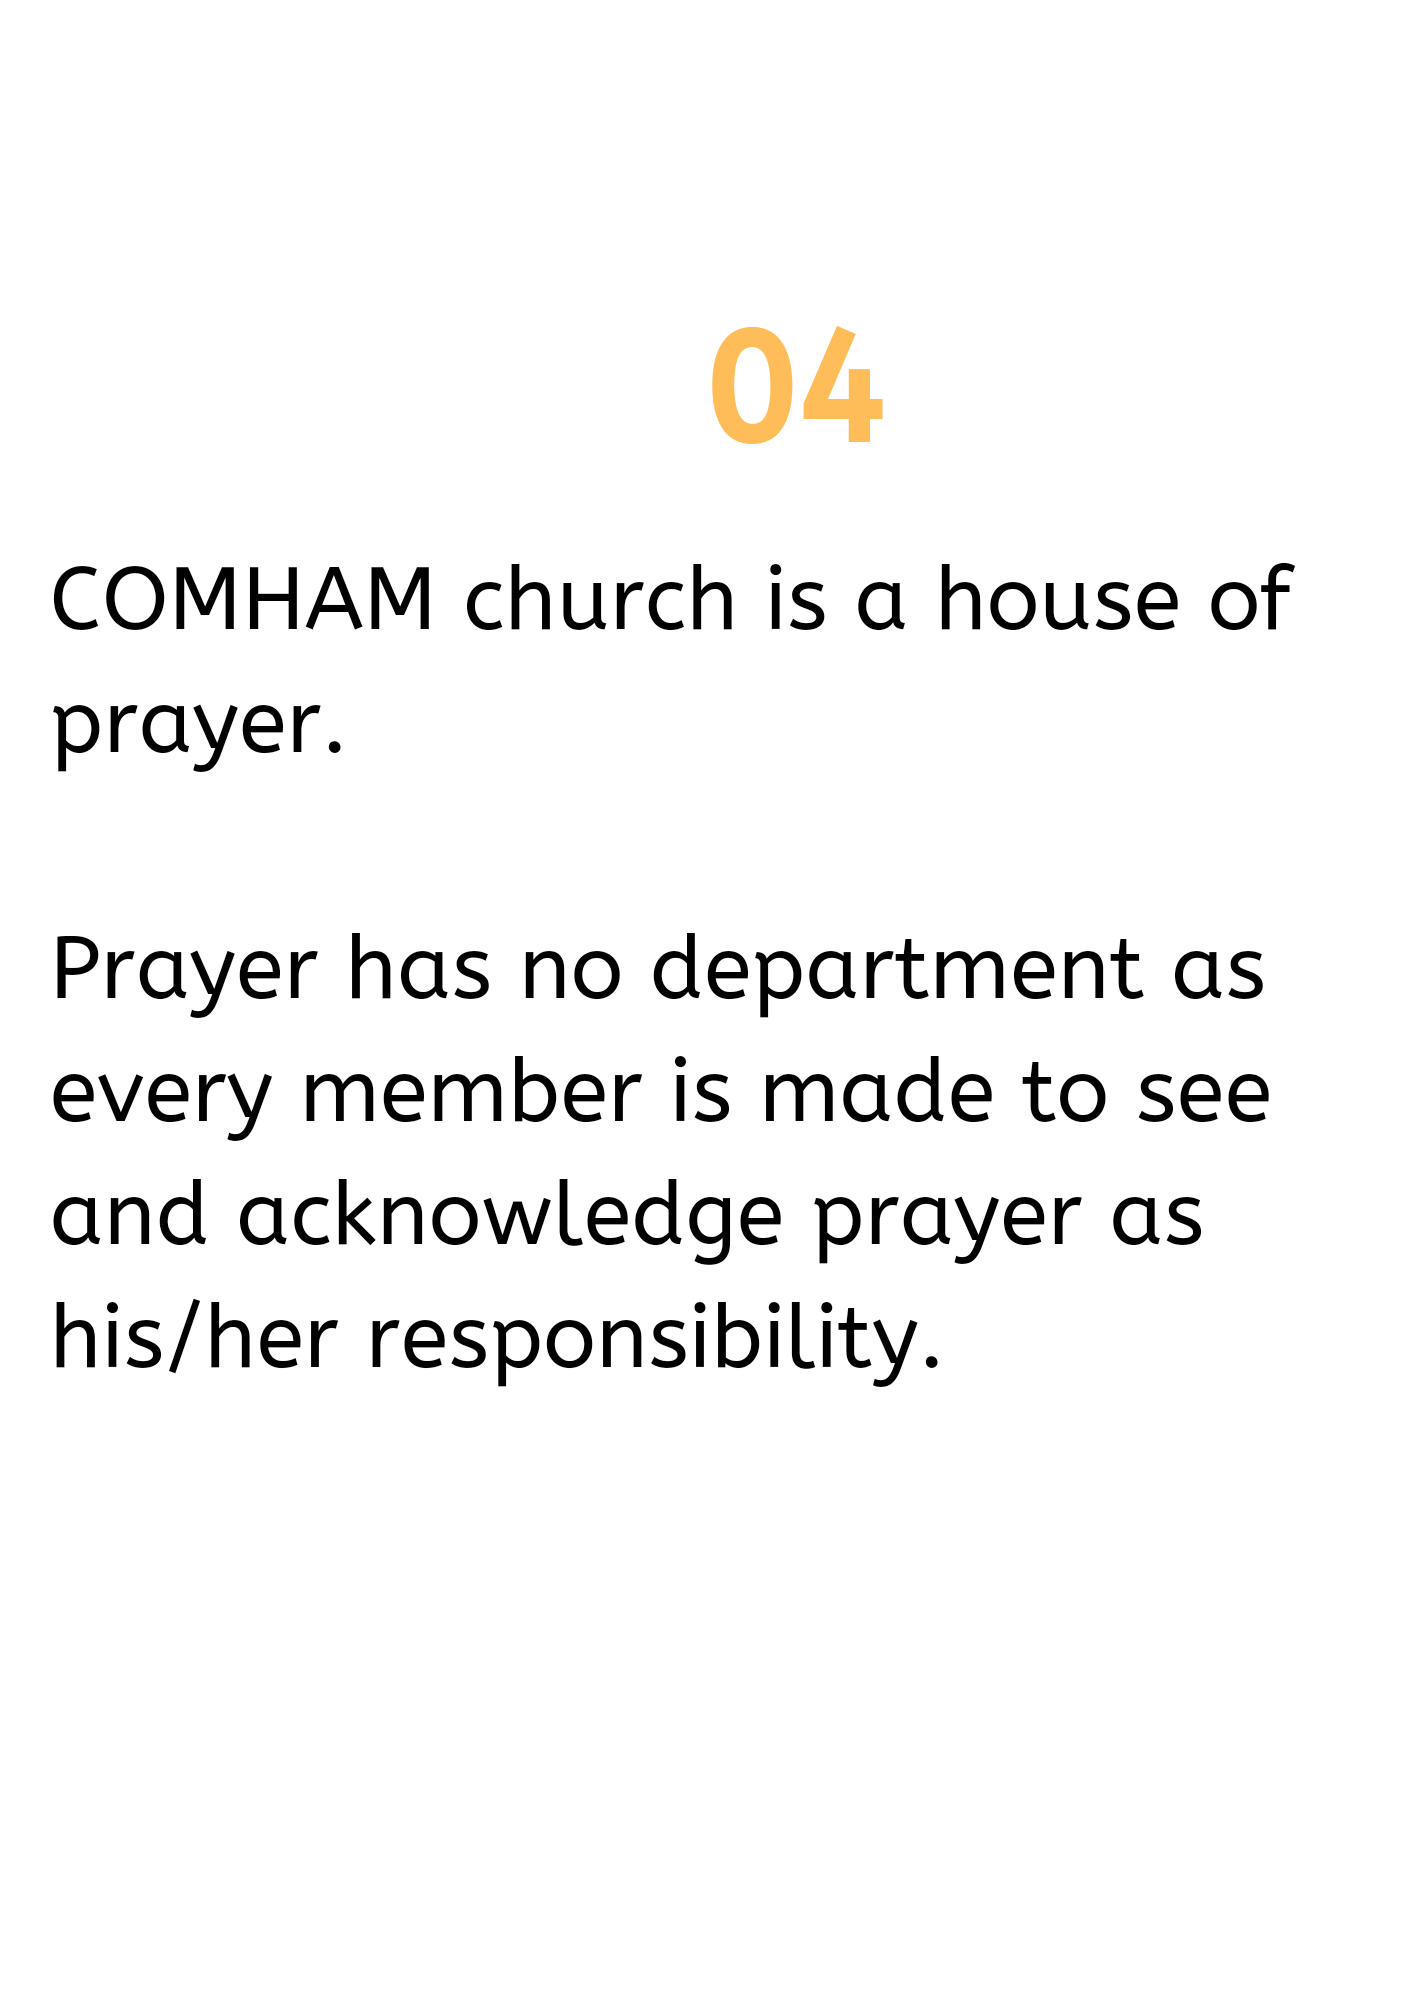 04
COMHAM church is a house of
prayer.
Prayer has no department as
every member is made to see
and acknowledge prayer as
his/her responsibility.